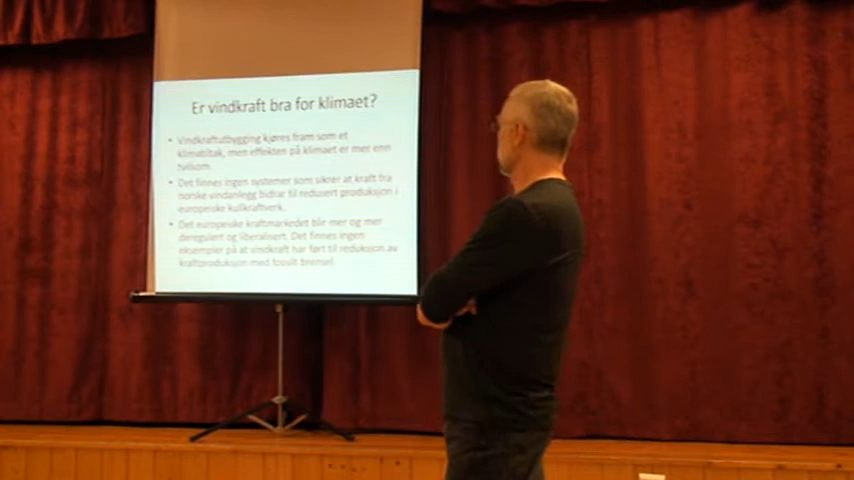 Er vindkraft bra for klimaet?
• Vindkraftutbygging kjøres fram som et
klimatiltak, men effekten på klimaet er mer enn
tvilsom.
• Det finnes ingen systemer som sikrer at kraft fra
norske vindanlegg bidrar til redusert produksjon i
europeiske kullkraftverk.
• Det europeiske kraftmarkedet blir mer og mer
deregulert og liberalisert. Det finnes ingen
eksempler på at vindkraft har ført til reduksjon av
kraftproduksjon med fossilt brensel.